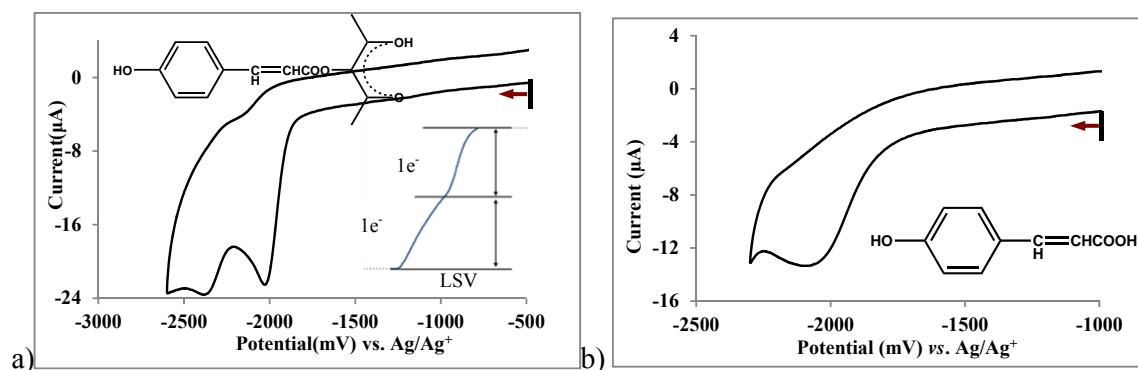 0
-8
-16
-24
Current(µA)
HO
C
H
CHCOO
OH
O
1e-
1e-
LSV
-3000 -2500 -2000 -1500 -1000 -500
Potential(mV) vs. Ag/Ag+
a)
4
0
-4
-8
-12
-16
Current (µA)
HO
C
H
CHCOOH
-2500 -2000 -1500 -1000
Potential (mV) vs. Ag/Ag+
b)